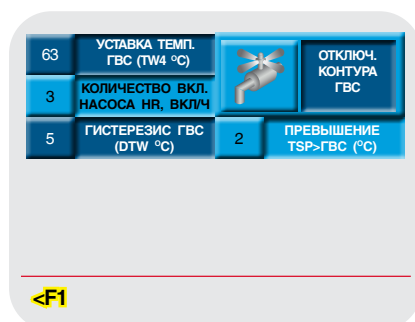 63
УСТАВКА ТЕМП.
ГВС (TW4 °C)
ОТКЛЮЧ.
КОНТУРА
ГВС
3
КОЛИЧЕСТВО ВКЛ.
НАСОСА HR, ВКЛ/Ч
5
ГИСТЕРЕЗИС ГВС
(DTW °C)
2
ПРЕВЫШЕНИЕ
TSP>ГВС (°C)
<F1